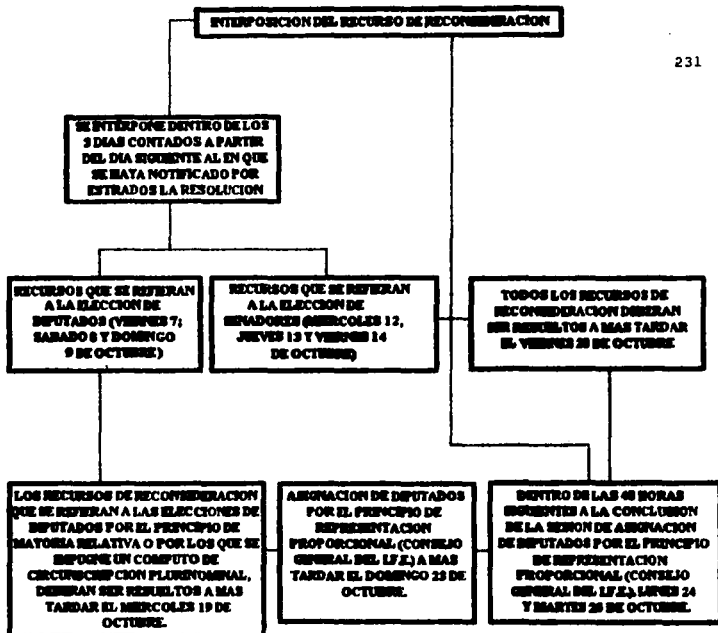 INTERPOSICION DEL RECURSO DE RECONSIDERACION
231
SE INTERPONE DENTRO DE LOS
3 DIAS CONTADOS A PARTIR
DEL DIA SIGUIENTE AL EN QUE
SE HAYA NOTIFICADO POR
ESTRADOS LA RESOLUCION
RECURSOS QUE SE REFIERAN
A LA ELECCION DE
DIPUTADOS (VIERNES 7;
SABADO 8 Y DOMINGO
9 DE OCTUBRE)
RECURSOS QUE SE REFIERAN
A LA ELECCION DE
SENADORES (MIERCOLES 12,
JUEVES 13 Y VIERNES 14
DE OCTUBRE)
TODOS LOS RECURSOS DE
RECONSIDERACION DEBERAN
SER RESUELTOS A MAS TARDAR
EL VIERNES 28 DE OCTUBRE
LOS RECURSOS DE RECONSIDERACION
QUE SE REFIERAN A LAS ELECCIONES DE
DIPUTADOS POR EL PRINCIPIO DE
MAYORIA RELATIVA O POR LOS QUE SE
IMPUGNE UN COMPUTO DE
CIRCUNSCRIPCION PLURINOMINAL,
DEBERAN SER RESUELTOS A MAS
TARDAR EL MIERCOLES 19 DE
OCTUBRE.
ASIGNACION DE DIPUTADOS
POR EL PRINCIPIO DE
REPRESENTACION
PROPORCIONAL (CONSEJO
GENERAL DEL I.F.E.) A MAS
TARDAR EL DOMINGO 23 DE
OCTUBRE.
DENTRO DE LAS 48 HORAS
SIGUIENTES A LA CONCLUSION
DE LA SESION DE ASIGNACION
DE DIPUTADOS POR EL PRINCIPIO
DE REPRESENTACION
PROPORCIONAL (CONSEJO
GENERAL DEL I.F.E.). LUNES 24
Y MARTES 25 DE OCTUBRE.